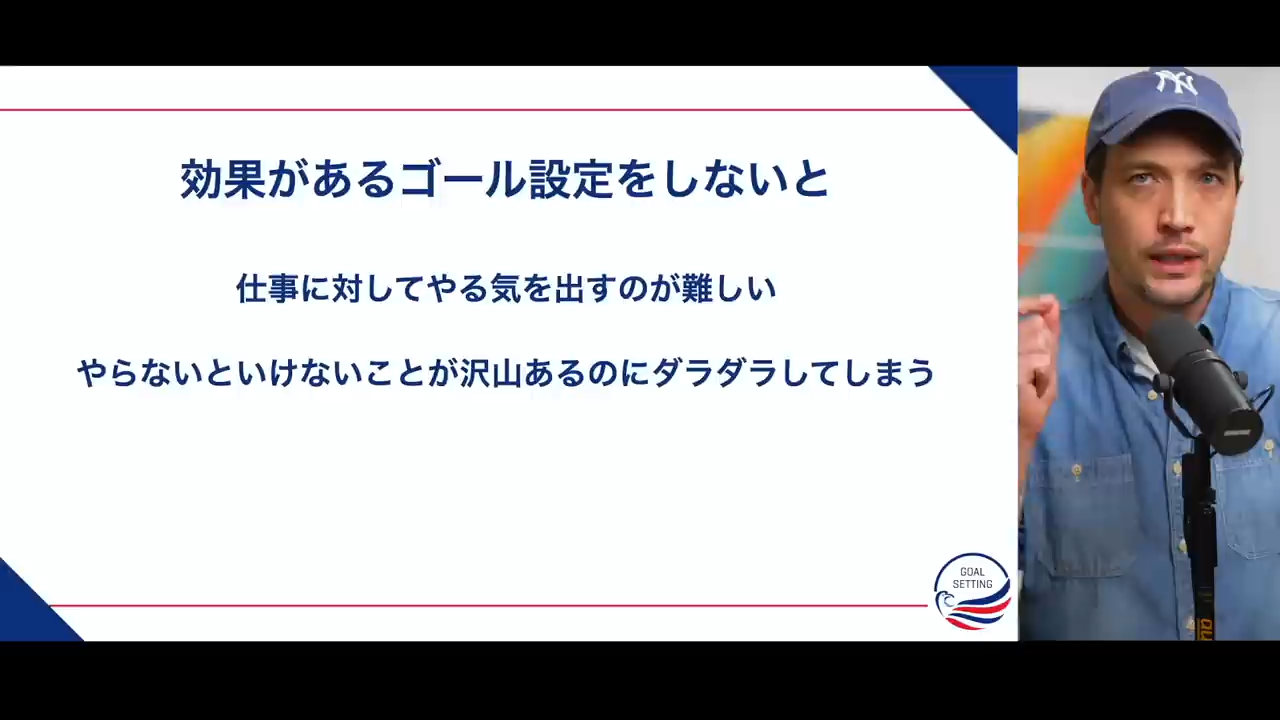 効果があるゴール設定をしないと
仕事に対してやる気を出すのが難しい
やらないといけないことが沢山あるのにダラダラしてしまう
GOAL
SETTING
NY